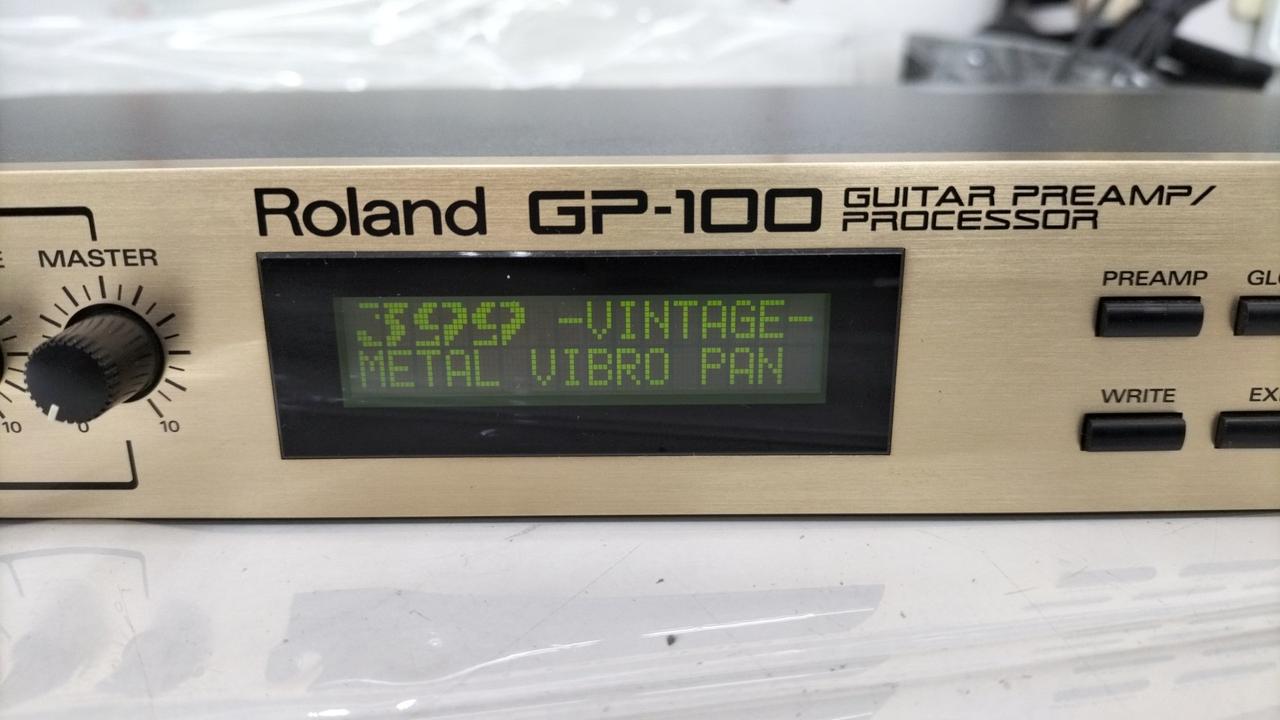 Roland GP-100 GUITAR PREAMP/
PROCESSOR
MASTER
10
0
10
399 -VINTAGE-
METAL VIBRO PAN
PREAMP
WRITE